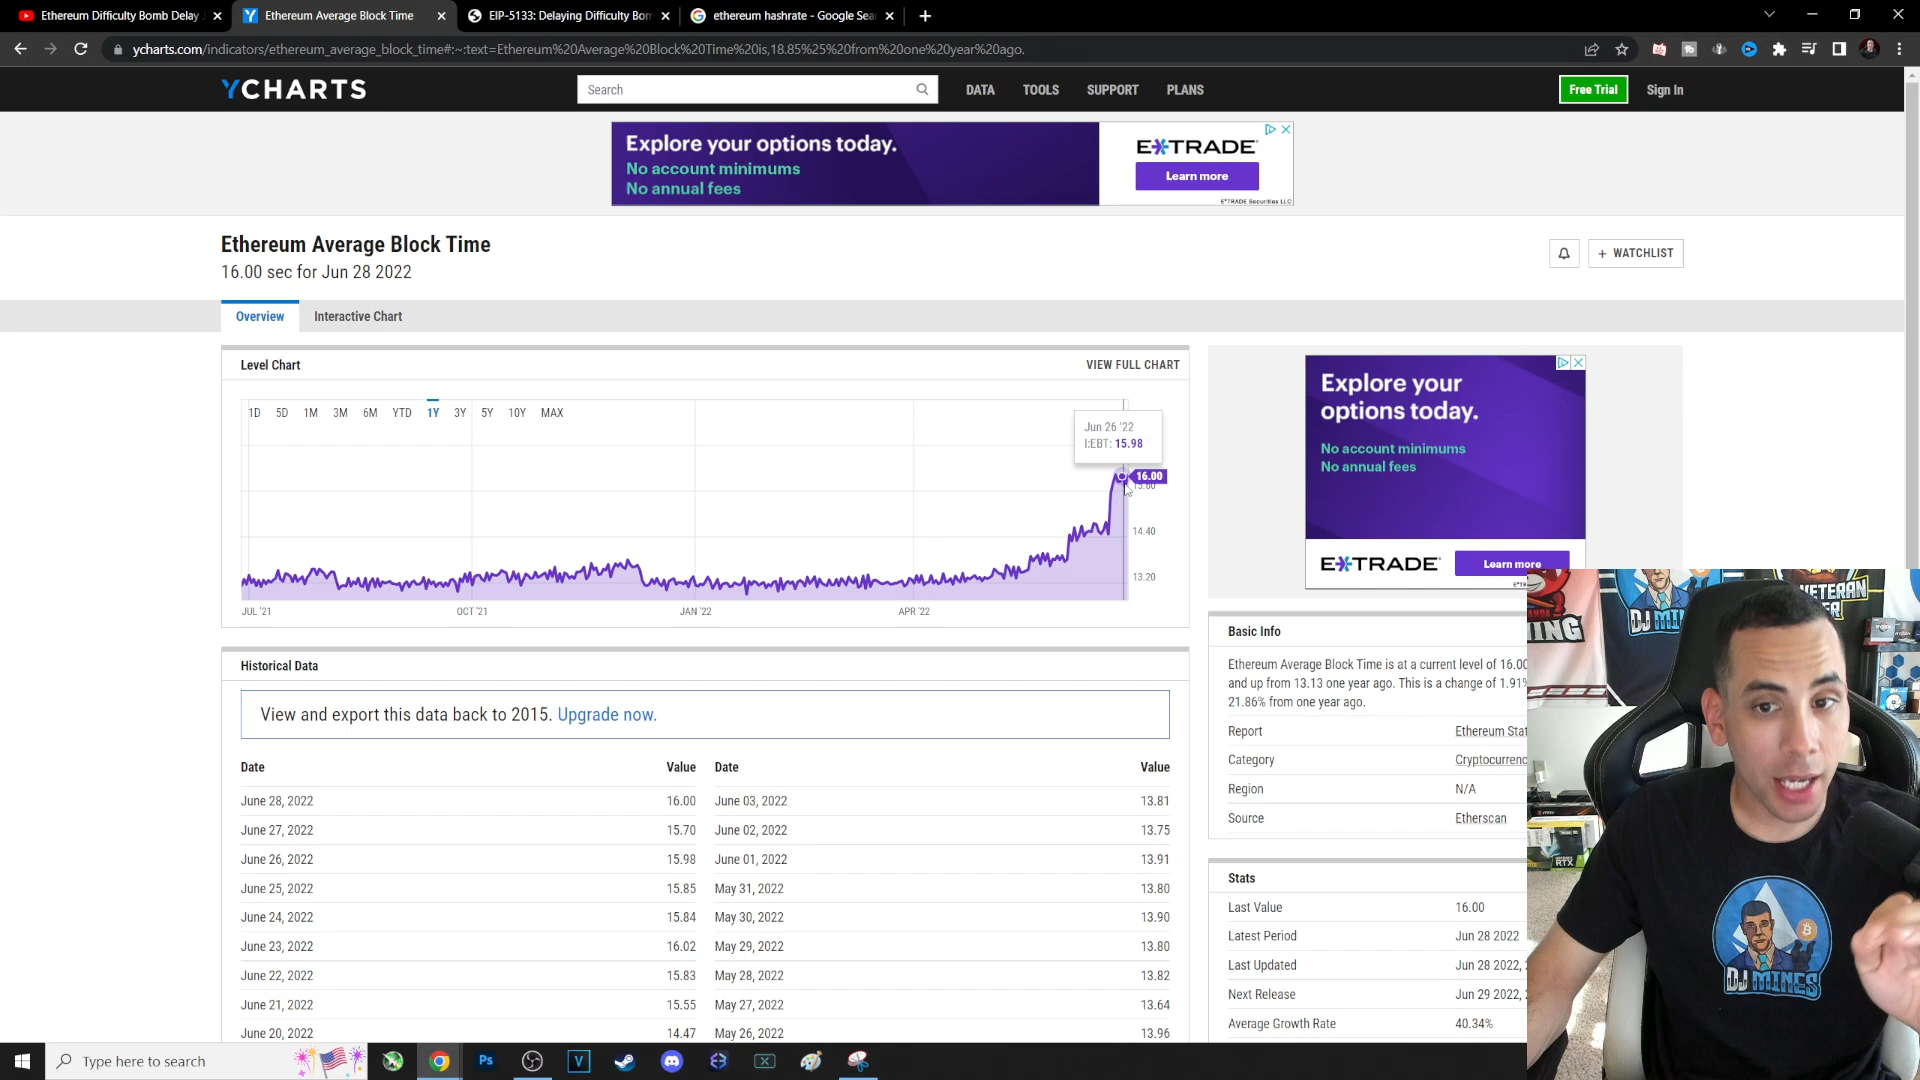 Ethereum Difficulty Bomb Delay
Ethereum Average Block Time
EIP-5133: Delaying Difficulty Bom
ethereum hashrate - Google Sea
ycharts.com/indicators/ethereum_average_block_time#:~:text=Ethereum%20Average%20Block%20Time%20is,18.85%25%20from%20one%20year%20ago.
YCHARTS
Search
DATA TOOLS SUPPORT PLANS
Free Trial
Sign In
Explore your options today.
No account minimums
No annual fees
E*TRADE
Learn more
E*TRADE Securities LLC
Ethereum Average Block Time
16.00 sec for Jun 28 2022
+ WATCHLIST
Overview
Interactive Chart
Level Chart
VIEW FULL CHART
1D 5D 1M 3M 6M YTD 1Y 3Y 5Y 10Y MAX
Jun 26 '22
I:EBT: 15.98
16.00
15.60
14.40
13.20
JUL '21 OCT '21 JAN '22 APR '22
Explore your
options today.
No account minimums
No annual fees
E*TRADE
Learn more
Historical Data
View and export this data back to 2015. Upgrade now.
Date Value Date Value
June 28, 2022 16.00 June 03, 2022 13.81
June 27, 2022 15.70 June 02, 2022 13.75
June 26, 2022 15.98 June 01, 2022 13.91
June 25, 2022 15.85 May 31, 2022 13.80
June 24, 2022 15.84 May 30, 2022 13.90
June 23, 2022 16.02 May 29, 2022 13.80
June 22, 2022 15.83 May 28, 2022 13.82
June 21, 2022 15.55 May 27, 2022 13.64
June 20, 2022 14.47 May 26, 2022 13.96
Basic Info
Ethereum Average Block Time is at a current level of 16.00
and up from 13.13 one year ago. This is a change of 1.91%
21.86% from one year ago.
Report Ethereum Stat
Category Cryptocurrenc
Region N/A
Source Etherscan
Stats
Last Value 16.00
Latest Period Jun 28 2022
Last Updated Jun 28 2022,
Next Release Jun 29 2022,
Average Growth Rate 40.34%
DJ MI
VETERAN
ING
RTX
DJ MINES
Type here to search
Ps
V